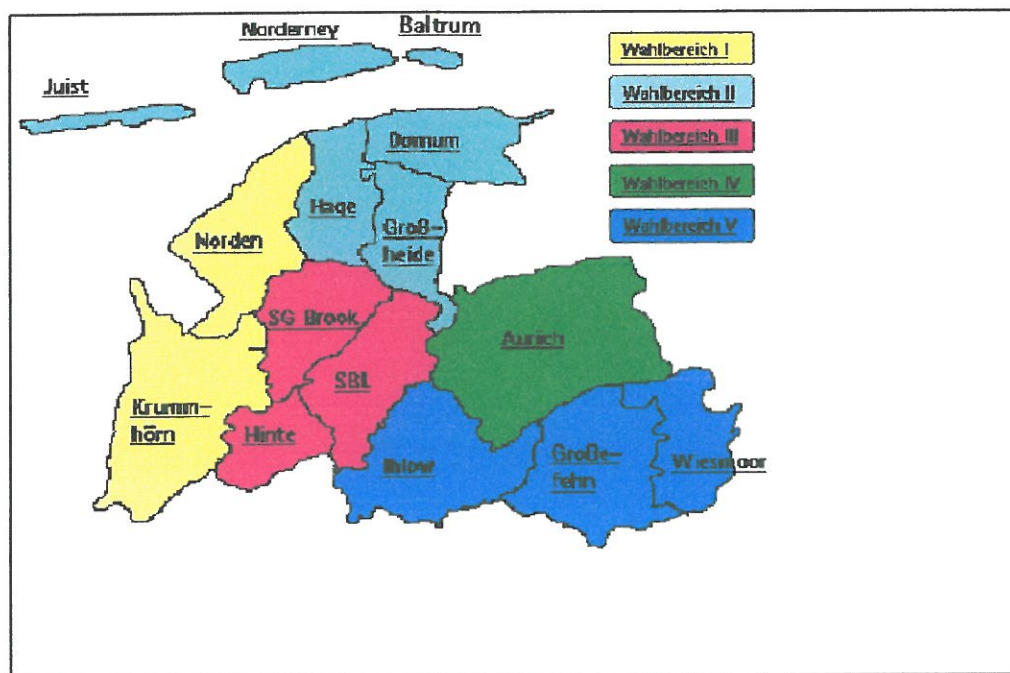 Norderney
Baltrum
Juist
Wahlbereich I
Wahlbereich II
Wahlbereich III
Wahlbereich IV
Wahlbereich V
Dornum
Hage
Groß-
heide
Norden
SG Brook
Aurich
SBL
Krumm-
hörn
Hinte
Ihlow
Große-
fehn
Wiesmoor